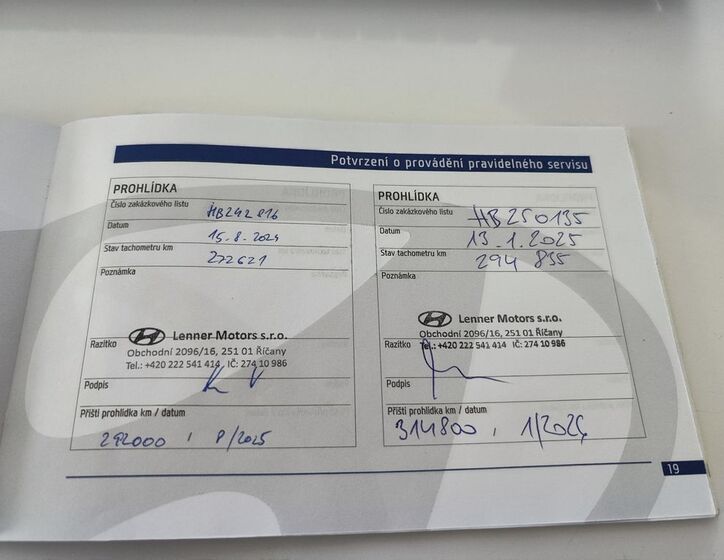 Potvrzení o provádění pravidelného servisu
PROHLÍDKA
Číslo zakázkového listu HB242816
Datum 15.8.2024
Stav tachometru km 272621
Poznámka
Lenner Motors s.r.o.
Razítko Obchodní 2096/16, 251 01 Říčany
Tel.: +420 222 541 414, IČ: 274 10 986
Podpis
Příští prohlídka km / datum
292000 , 8/2025
PROHLÍDKA
Číslo zakázkového listu HB250135
Datum 13.1.2025
Stav tachometru km 294 855
Poznámka
Lenner Motors s.r.o.
Obchodní 2096/16, 251 01 Říčany
Razítko Tel.: +420 222 541 414, IČ: 274 10 986
Podpis
Příští prohlídka km / datum
314800 ,
19